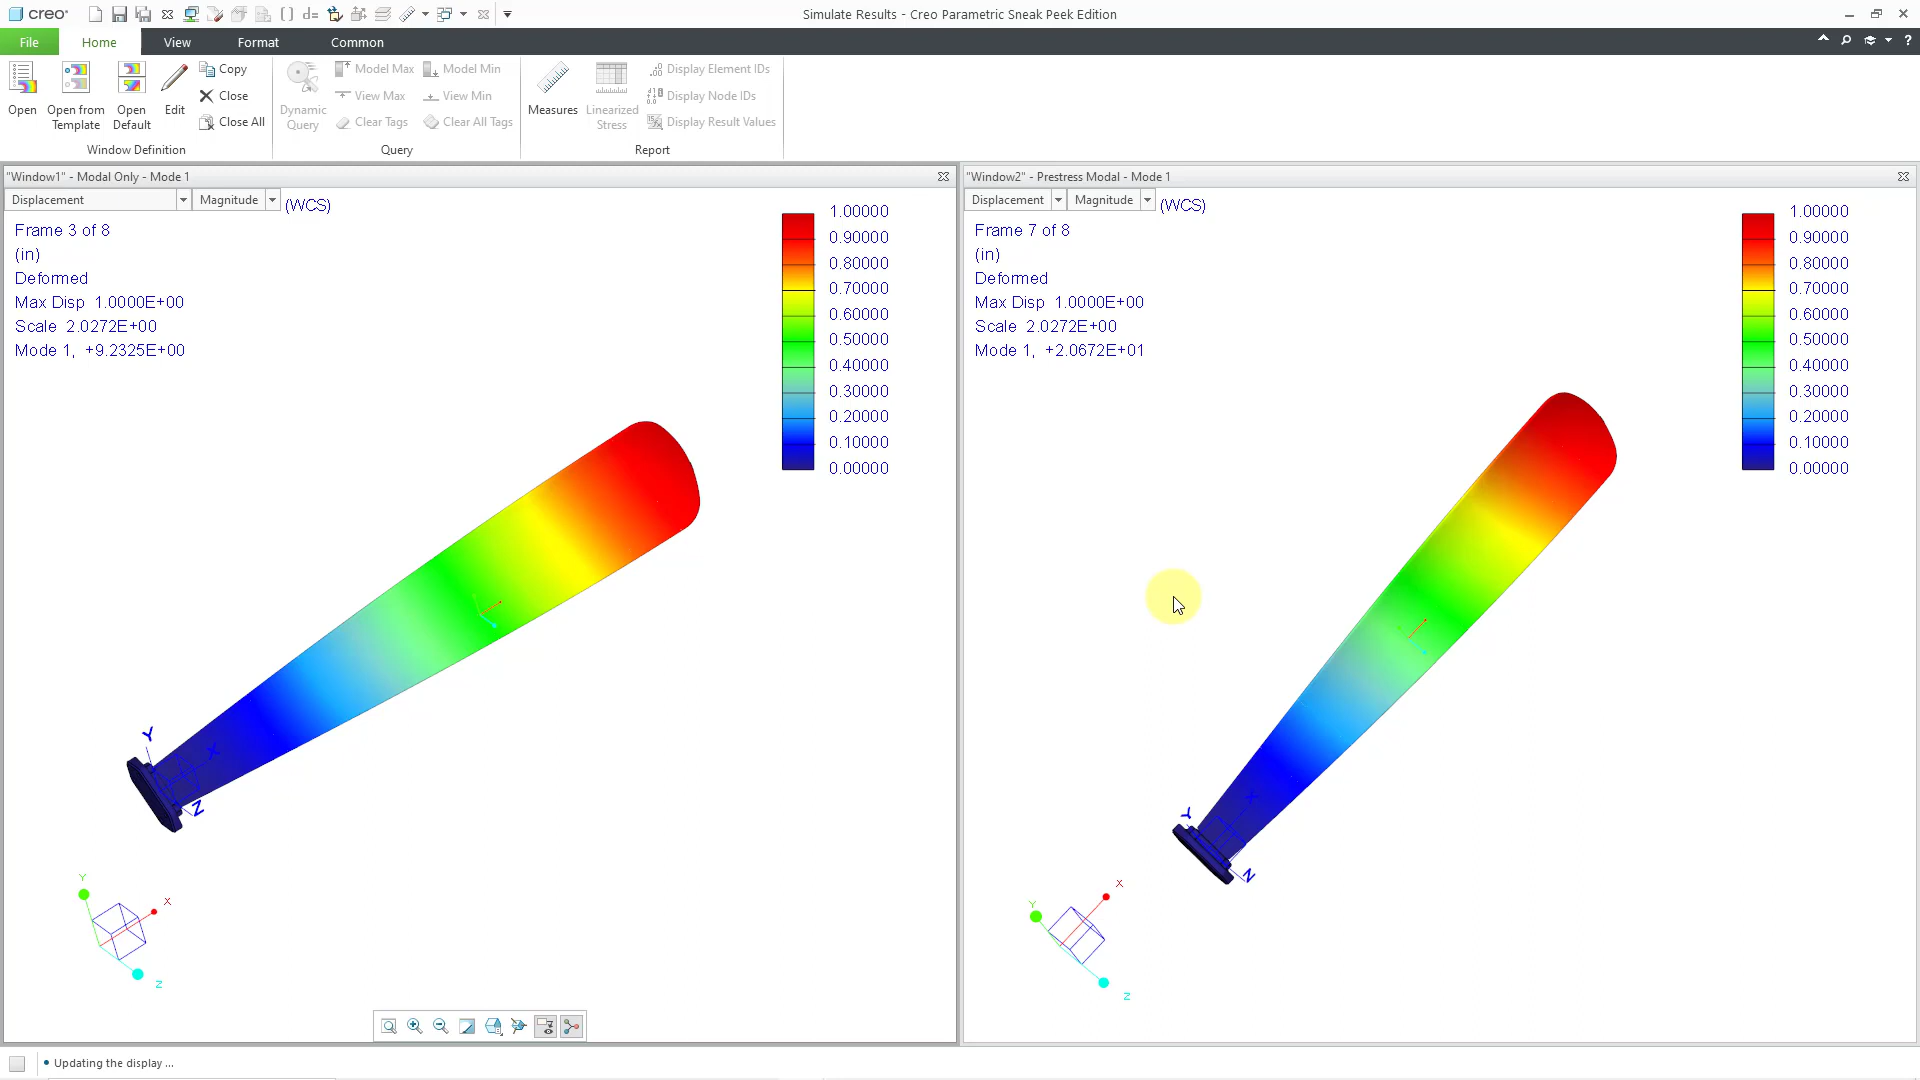 creo
d=
Simulate Results - Creo Parametric Sneak Peek Edition
File
Home
View
Format
Common
?
Open
Open from Template
Open Default
Edit
Copy
Close
Close All
Window Definition
Dynamic Query
Model Max
View Max
Clear Tags
Model Min
View Min
Clear All Tags
Query
Measures
Linearized Stress
Display Element IDs
Display Node IDs
Display Result Values
Report
"Window1" - Modal Only - Mode 1
Displacement
Magnitude
(WCS)
Frame 3 of 8
(in)
Deformed
Max Disp 1.0000E+00
Scale 2.0272E+00
Mode 1, +9.2325E+00
1.00000
0.90000
0.80000
0.70000
0.60000
0.50000
0.40000
0.30000
0.20000
0.10000
0.00000
Y
X
Z
Y
X
Z
"Window2" - Prestress Modal - Mode 1
Displacement
Magnitude
(WCS)
Frame 7 of 8
(in)
Deformed
Max Disp 1.0000E+00
Scale 2.0272E+00
Mode 1, +2.0672E+01
1.00000
0.90000
0.80000
0.70000
0.60000
0.50000
0.40000
0.30000
0.20000
0.10000
0.00000
Y
X
Z
X
Y
Z
Updating the display ...